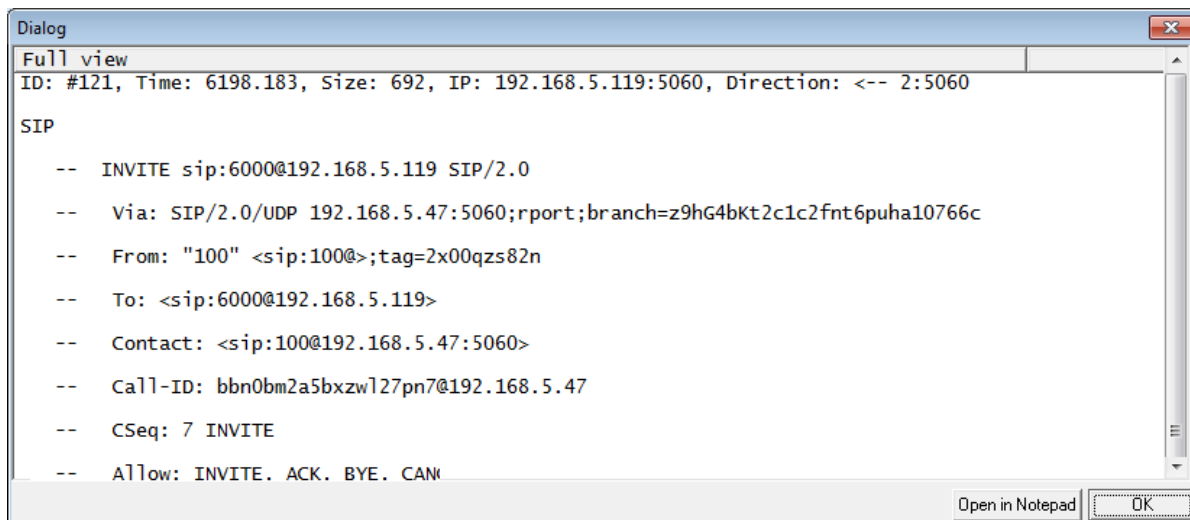 Dialog
Full view
ID: #121, Time: 6198.183, Size: 692, IP: 192.168.5.119:5060, Direction: <-- 2:5060
SIP
-- INVITE sip:6000@192.168.5.119 SIP/2.0
-- Via: SIP/2.0/UDP 192.168.5.47:5060;rport;branch=z9hG4bKt2c1c2fnt6puha10766c
-- From: "100" <sip:100@>;tag=2x00qzs82n
-- To: <sip:6000@192.168.5.119>
-- Contact: <sip:100@192.168.5.47:5060>
-- Call-ID: bbn0bm2a5bxzwl27pn7@192.168.5.47
-- CSeq: 7 INVITE
-- Allow: INVITE, ACK, BYE,
Open in Notepad OK